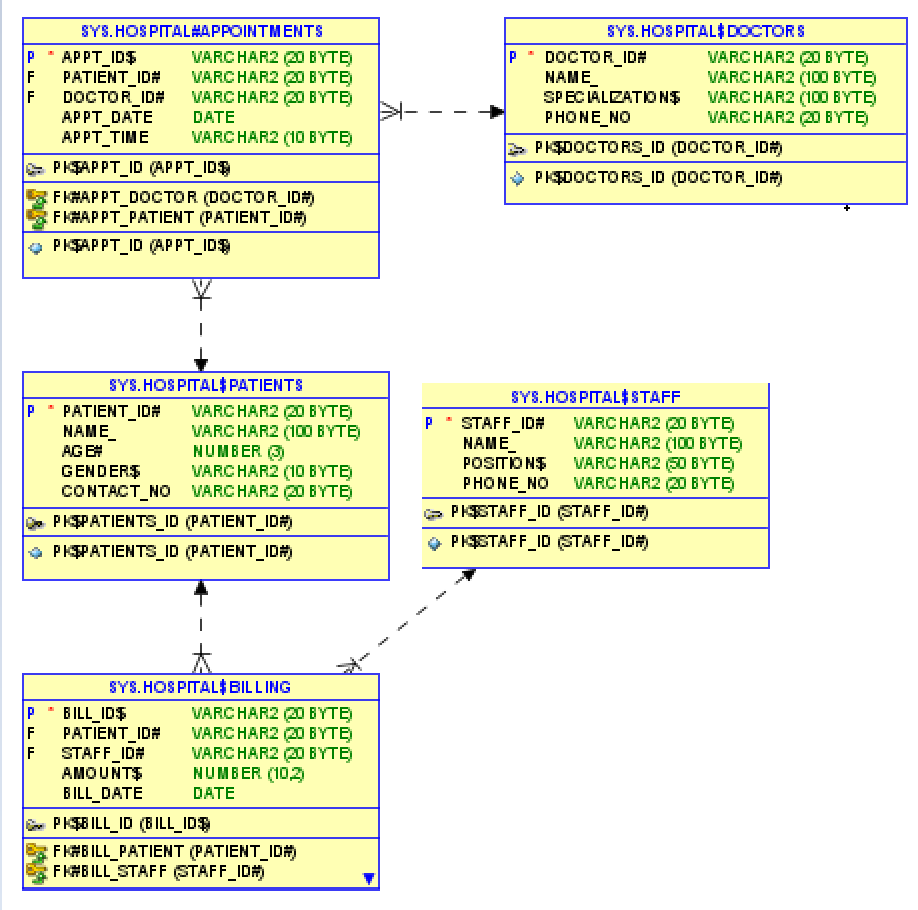 SYS.HOSPITAL#APPOINTMENTS
P * APPT_ID$ VARCHAR2 (20 BYTE)
F PATIENT_ID# VARCHAR2 (20 BYTE)
F DOCTOR_ID# VARCHAR2 (20 BYTE)
APPT_DATE DATE
APPT_TIME VARCHAR2 (10 BYTE)
PK$APPT_ID (APPT_ID$)
FK#APPT_DOCTOR (DOCTOR_ID#)
FK#APPT_PATIENT (PATIENT_ID#)
PK$APPT_ID (APPT_ID$)
SYS.HOSPITAL$DOCTORS
P * DOCTOR_ID# VARCHAR2 (20 BYTE)
NAME_ VARCHAR2 (100 BYTE)
SPECIALIZATION$ VARCHAR2 (100 BYTE)
PHONE_NO VARCHAR2 (20 BYTE)
PK$DOCTORS_ID (DOCTOR_ID#)
PK$DOCTORS_ID (DOCTOR_ID#)
SYS.HOSPITAL$PATIENTS
P * PATIENT_ID# VARCHAR2 (20 BYTE)
NAME_ VARCHAR2 (100 BYTE)
AGE# NUMBER (3)
GENDER$ VARCHAR2 (10 BYTE)
CONTACT_NO VARCHAR2 (20 BYTE)
PK$PATIENTS_ID (PATIENT_ID#)
PK$PATIENTS_ID (PATIENT_ID#)
SYS.HOSPITAL$STAFF
P * STAFF_ID# VARCHAR2 (20 BYTE)
NAME_ VARCHAR2 (100 BYTE)
POSITION$ VARCHAR2 (50 BYTE)
PHONE_NO VARCHAR2 (20 BYTE)
PK$STAFF_ID (STAFF_ID#)
PK$STAFF_ID (STAFF_ID#)
SYS.HOSPITAL$BILLING
P * BILL_ID$ VARCHAR2 (20 BYTE)
F PATIENT_ID# VARCHAR2 (20 BYTE)
F STAFF_ID# VARCHAR2 (20 BYTE)
AMOUNT$ NUMBER (10,2)
BILL_DATE DATE
PK$BILL_ID (BILL_ID$)
FK#BILL_PATIENT (PATIENT_ID#)
FK#BILL_STAFF (STAFF_ID#)